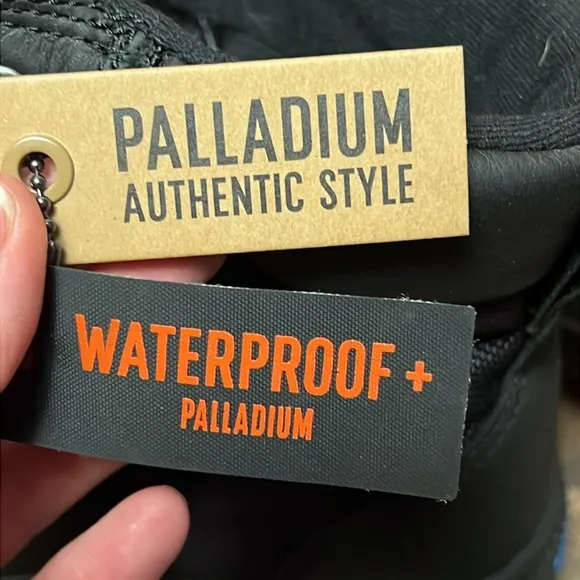 PALLADIUM
AUTHENTIC STYLE
WATERPROOF +
PALLADIUM